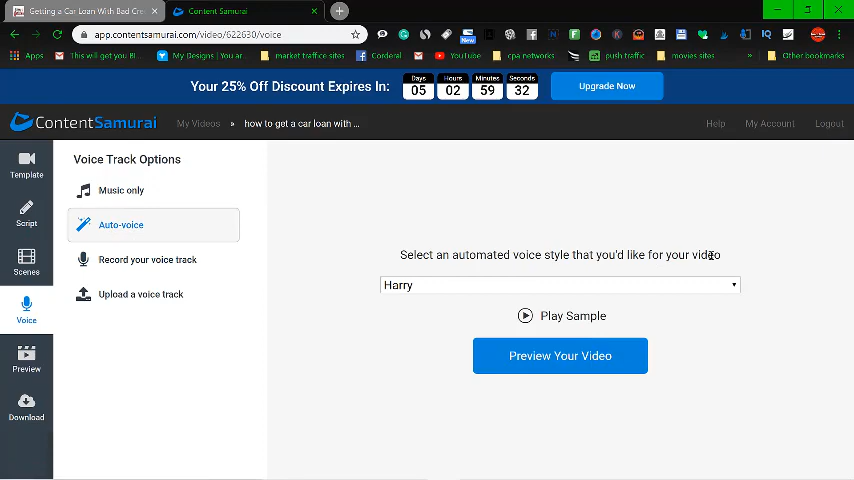 Getting a Car Loan With Bad Cre
Content Samurai
app.contentsamurai.com/video/622630/voice
Apps
This will get you Bl
My Designs | You ar
market traffic sites
Corderal
YouTube
cpa networks
push traffic
movies sites
»
Other bookmarks
New
Your 25% Off Discount Expires In:
Days Hours Minutes Seconds
05 02 59 32
Upgrade Now
ContentSamurai
My Videos » how to get a car loan with ...
Help My Account Logout
Template
Script
Scenes
Voice
Preview
Download
Voice Track Options
Music only
Auto-voice
Record your voice track
Upload a voice track
Select an automated voice style that you'd like for your video
Harry
Play Sample
Preview Your Video